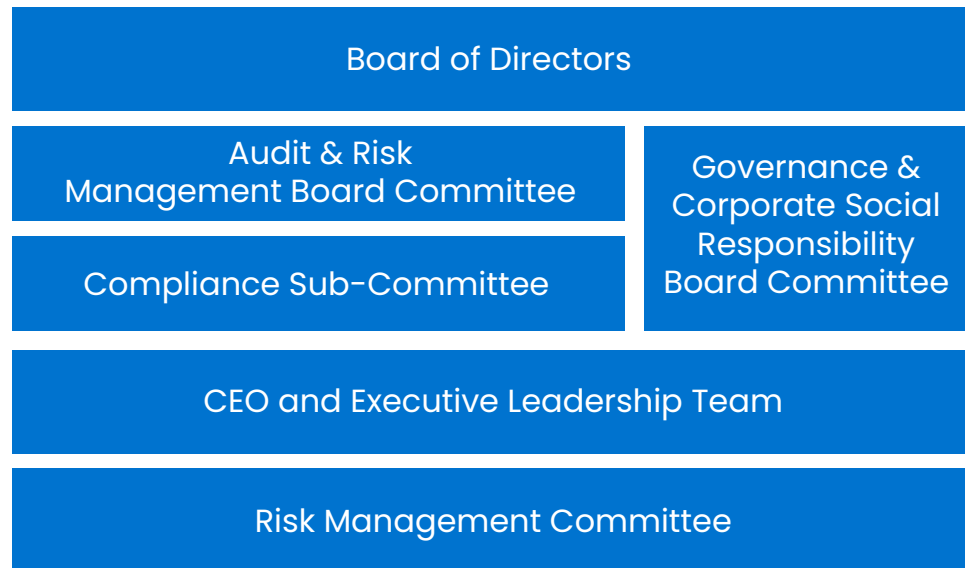 Board of Directors
Audit & Risk
Management Board Committee
Compliance Sub-Committee
Governance &
Corporate Social
Responsibility
Board Committee
CEO and Executive Leadership Team
Risk Management Committee